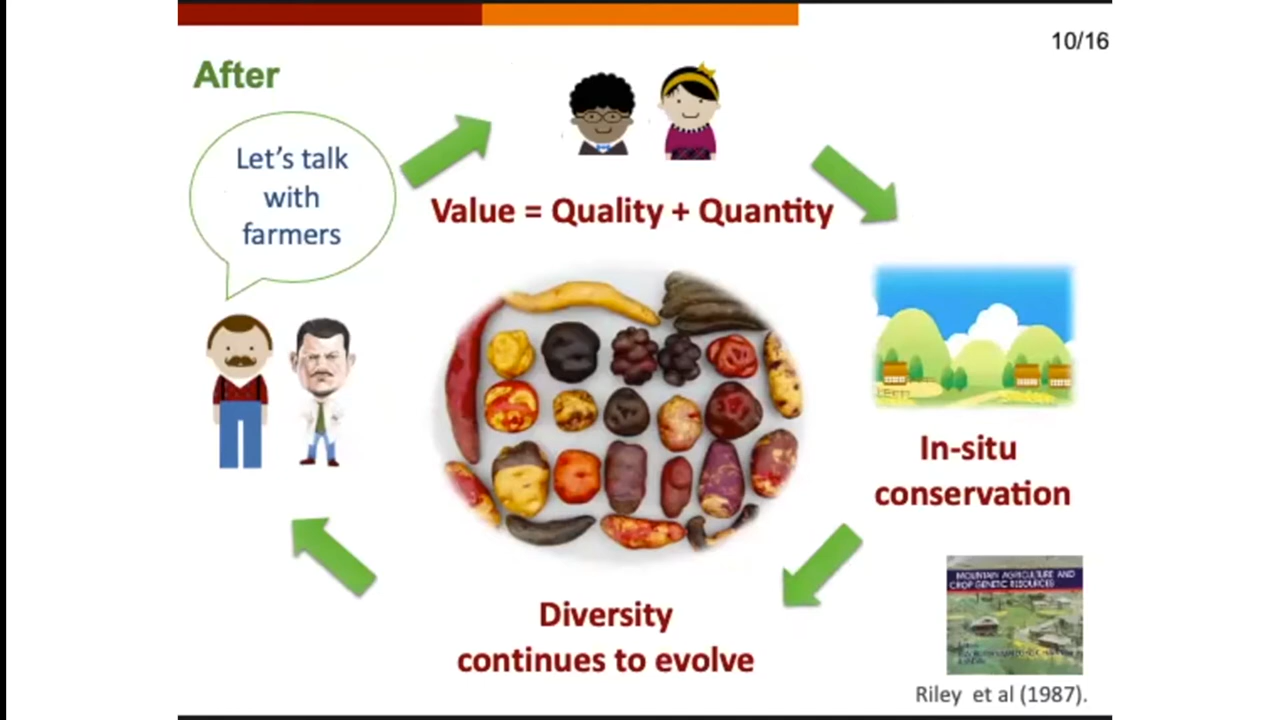 10/16
After
Let's talk
with
farmers
Value = Quality + Quantity
In-situ
conservation
Diversity
continues to evolve
MOUNTAIN AGRICULTURE AND
CROP GENETIC RESOURCES
Riley et al (1987).